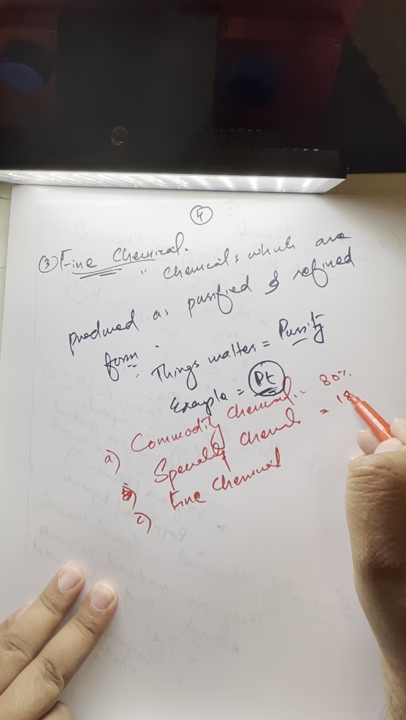 4
③ Fine Chemical.
" Chemicals which are
produced as purified & refined
form.
Things matter = Purity
Example = Pt
a) Commodity Chemical = 80%
b) Speciality Chemical = 18
c) Fine Chemical